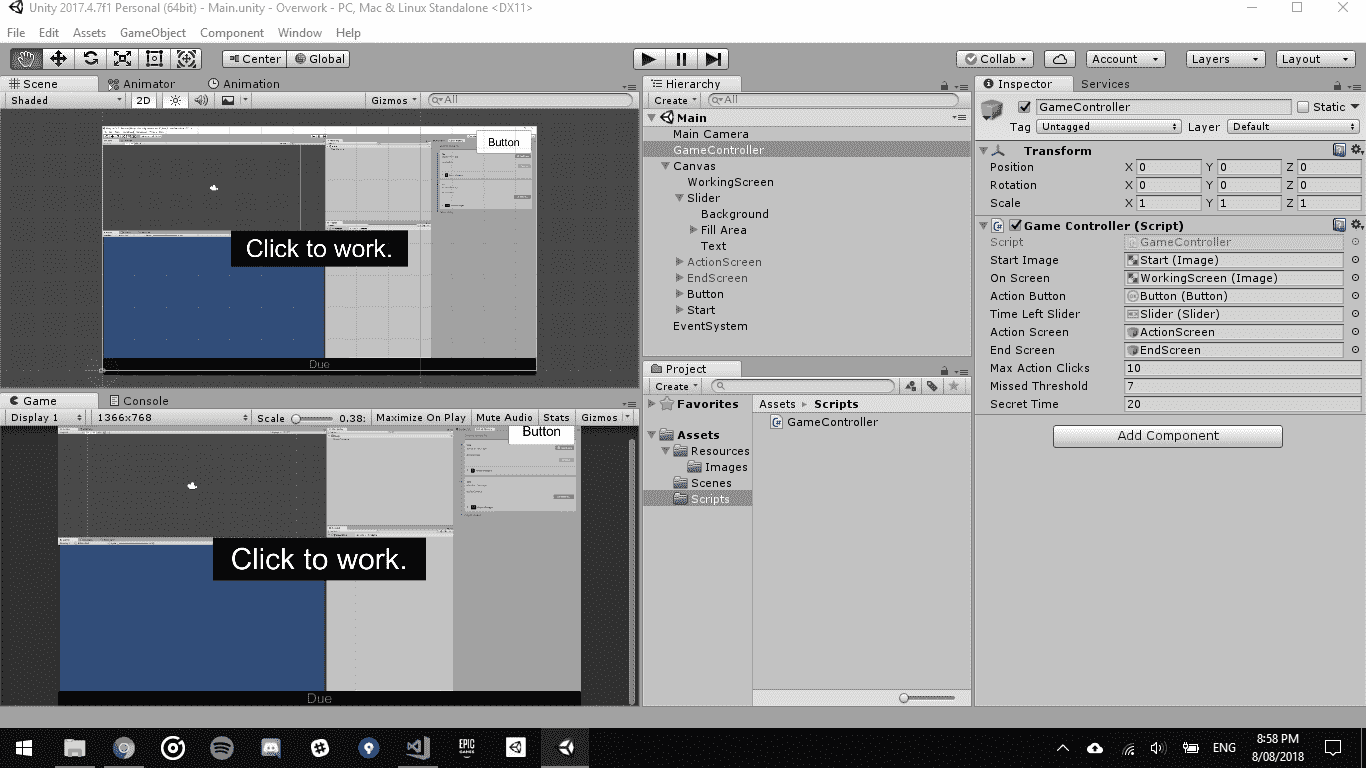 Unity 2017.4.7f1 Personal (64bit) - Main.unity - Overwork - PC, Mac & Linux Standalone <DX11>
File Edit Assets GameObject Component Window Help
Center Global
Collab Account Layers Layout
Scene Animator Animation
Shaded 2D Gizmos All
Button
Click to work.
Due
Game Console
Display 1 1366x768 Scale 0.38: Maximize On Play Mute Audio Stats Gizmos
Button
Click to work.
Due
Hierarchy
Create All
Main
Main Camera
GameController
Canvas
WorkingScreen
Slider
Background
Fill Area
Text
ActionScreen
EndScreen
Button
Start
EventSystem
Project
Create
Favorites
Assets
Resources
Images
Scenes
Scripts
Assets Scripts
GameController
Inspector Services
GameController Static
Tag Untagged Layer Default
Transform
Position X 0 Y 0 Z 0
Rotation X 0 Y 0 Z 0
Scale X 1 Y 1 Z 1
Game Controller (Script)
Script GameController
Start Image Start (Image)
On Screen WorkingScreen (Image)
Action Button Button (Button)
Time Left Slider Slider (Slider)
Action Screen ActionScreen
End Screen EndScreen
Max Action Clicks 10
Missed Threshold 7
Secret Time 20
Add Component
EPIC
GAMES
ENG
8:58 PM
8/08/2018